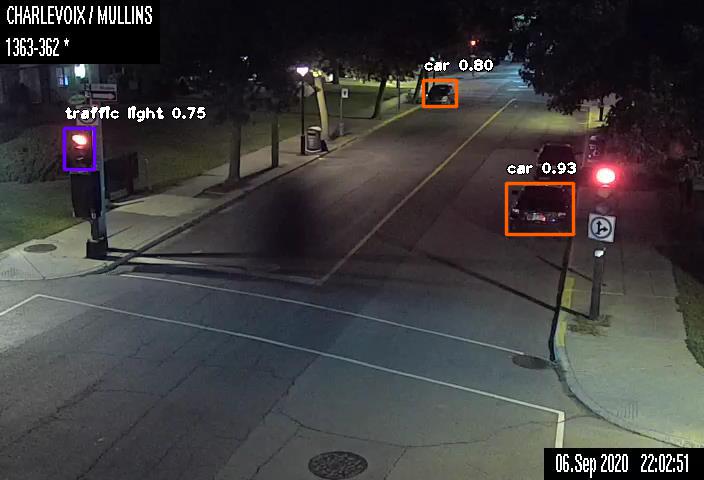 CHARLEVOIX / MULLINS
1363-362 *
car 0.80
traffic light 0.75
car 0.93
06.Sep 2020 22:02:51